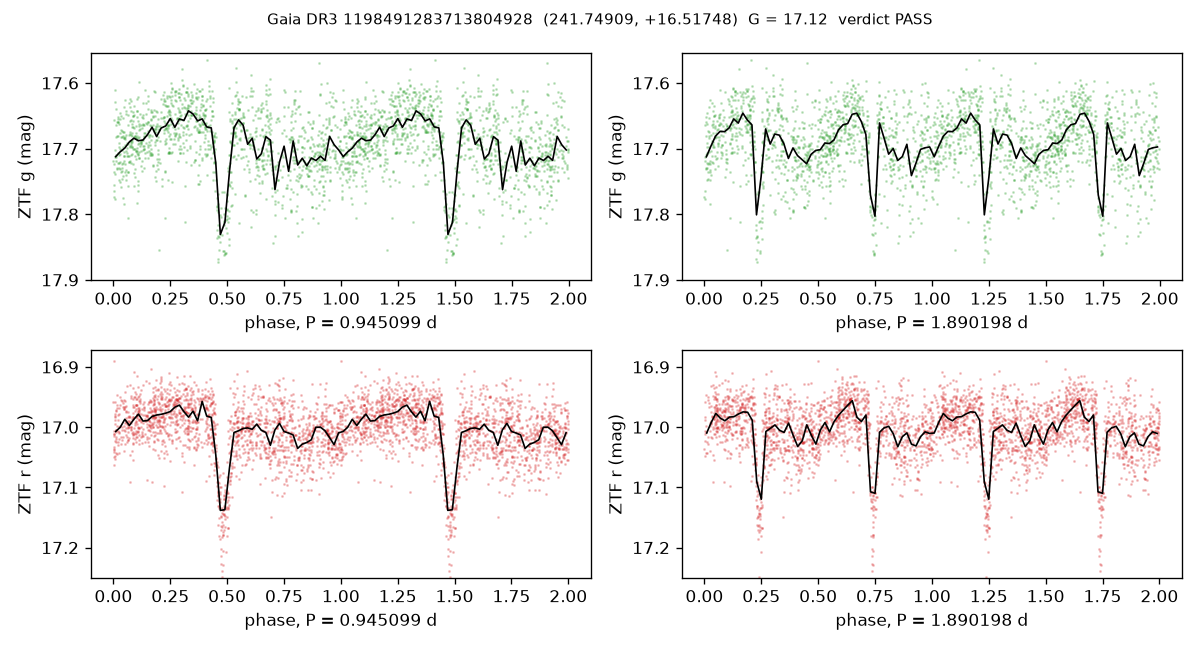 Gaia DR3 1198491283713804928 (241.74909, +16.51748) G = 17.12 verdict PASS
ZTF g (mag)
17.6
17.7
17.8
17.9
0.00 0.25 0.50 0.75 1.00 1.25 1.50 1.75 2.00
phase, P = 0.945099 d
ZTF g (mag)
17.6
17.7
17.8
17.9
0.00 0.25 0.50 0.75 1.00 1.25 1.50 1.75 2.00
phase, P = 1.890198 d
ZTF r (mag)
16.9
17.0
17.1
17.2
0.00 0.25 0.50 0.75 1.00 1.25 1.50 1.75 2.00
phase, P = 0.945099 d
ZTF r (mag)
16.9
17.0
17.1
17.2
0.00 0.25 0.50 0.75 1.00 1.25 1.50 1.75 2.00
phase, P = 1.890198 d